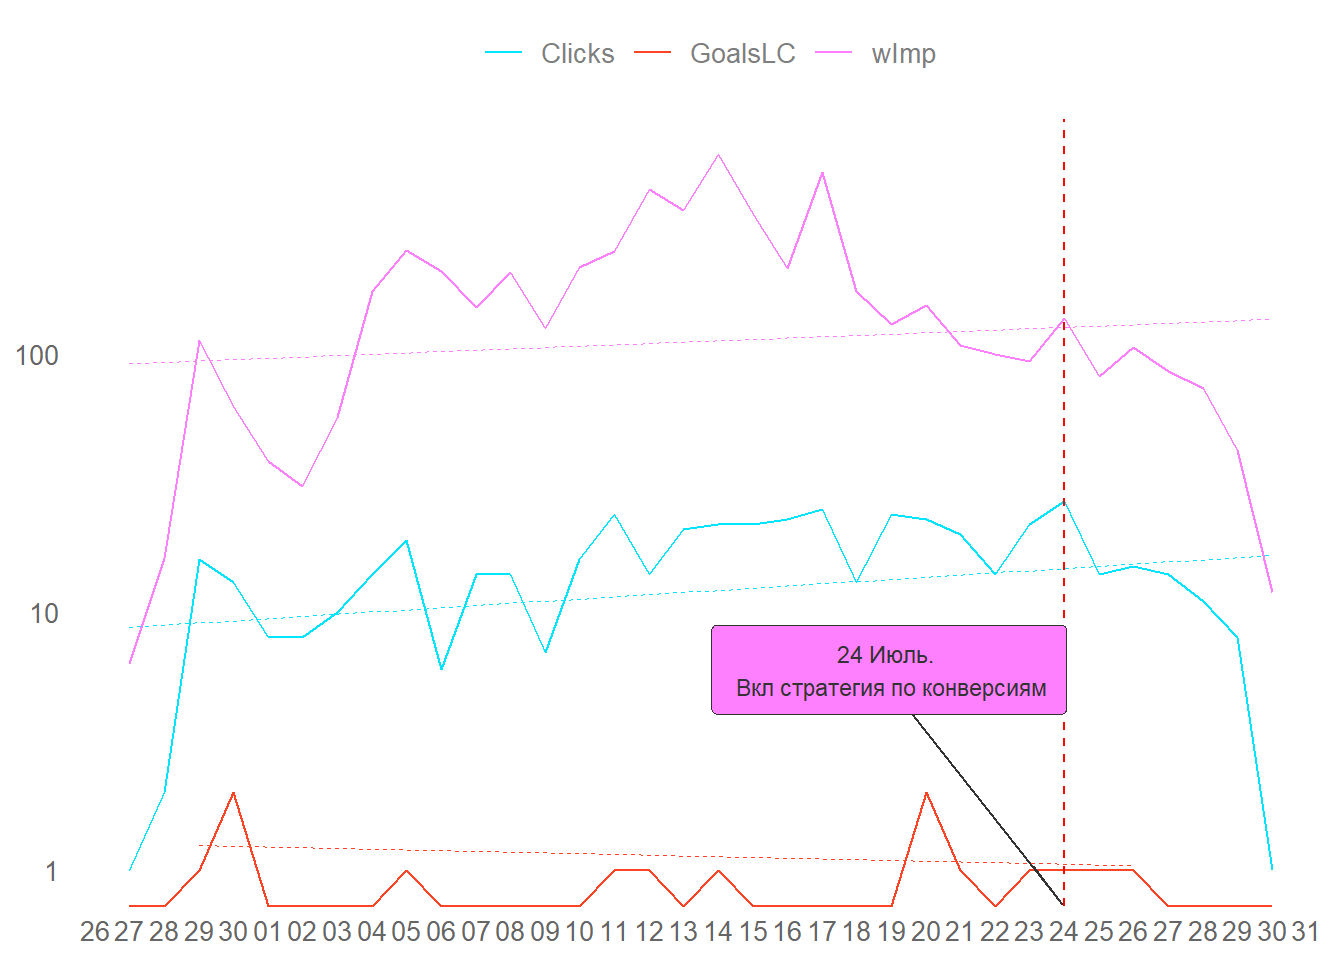 Clicks GoalsLC wImp
100
10
1
24 Июль.
Вкл стратегия по конверсиям
26 27 28 29 30 01 02 03 04 05 06 07 08 09 10 11 12 13 14 15 16 17 18 19 20 21 22 23 24 25 26 27 28 29 30 31